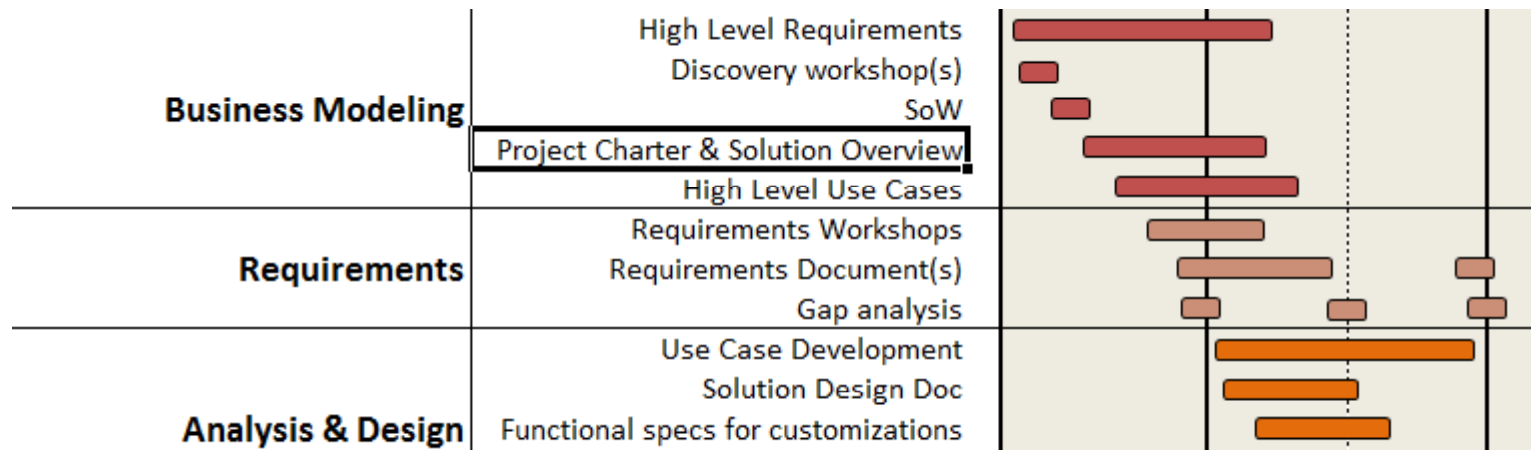 High Level Requirements
Discovery workshop(s)
Business Modeling
SoW
Project Charter & Solution Overview
High Level Use Cases
Requirements Workshops
Requirements
Requirements Document(s)
Gap analysis
Use Case Development
Solution Design Doc
Analysis & Design
Functional specs for customizations